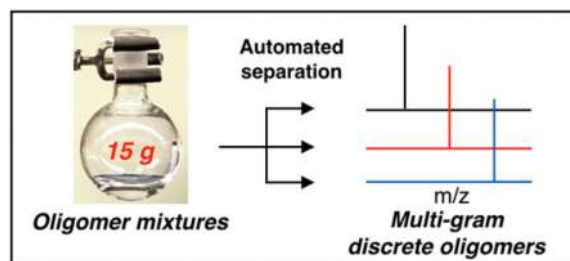 Automated
separation
15 g
Oligomer mixtures
m/z
Multi-gram
discrete oligomers